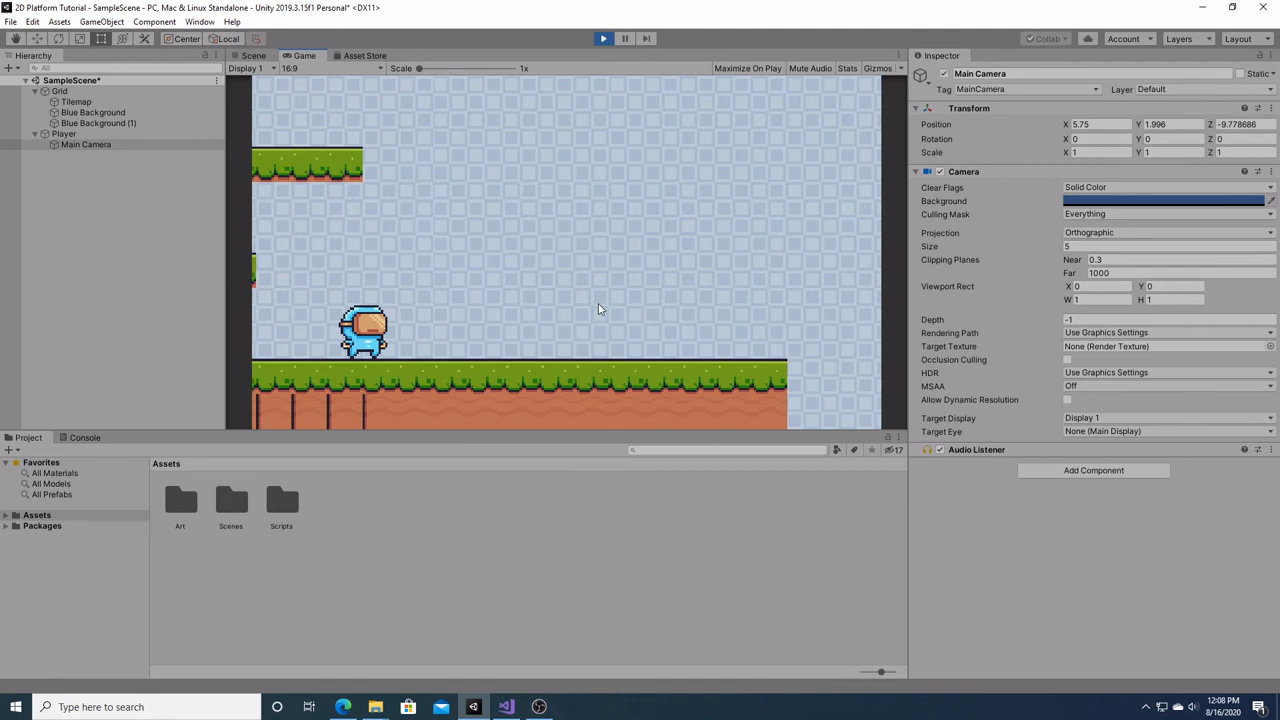 2D Platform Tutorial - SampleScene - PC, Mac & Linux Standalone - Unity 2019.3.15f1 Personal* <DX11>
File Edit Assets GameObject Component Window Help
Center Local Collab Account Layers Layout
Hierarchy
All
SampleScene*
Grid
Tilemap
Blue Background
Blue Background (1)
Player
Main Camera
Scene Game Asset Store
Display 1 16:9 Scale 1x Maximize On Play Mute Audio Stats Gizmos
Inspector
Main Camera Static
Tag MainCamera Layer Default
Transform
Position X 5.75 Y 1.996 Z -9.778686
Rotation X 0 Y 0 Z 0
Scale X 1 Y 1 Z 1
Camera
Clear Flags Solid Color
Background
Culling Mask Everything
Projection Orthographic
Size 5
Clipping Planes Near 0.3
Far 1000
Viewport Rect X 0 Y 0
W 1 H 1
Depth -1
Rendering Path Use Graphics Settings
Target Texture None (Render Texture)
Occlusion Culling
HDR Use Graphics Settings
MSAA Off
Allow Dynamic Resolution
Target Display Display 1
Target Eye None (Main Display)
Audio Listener
Add Component
Project Console
17
Favorites
All Materials
All Models
All Prefabs
Assets
Packages
Assets
Art Scenes Scripts
Type here to search
12:08 PM
8/16/2020